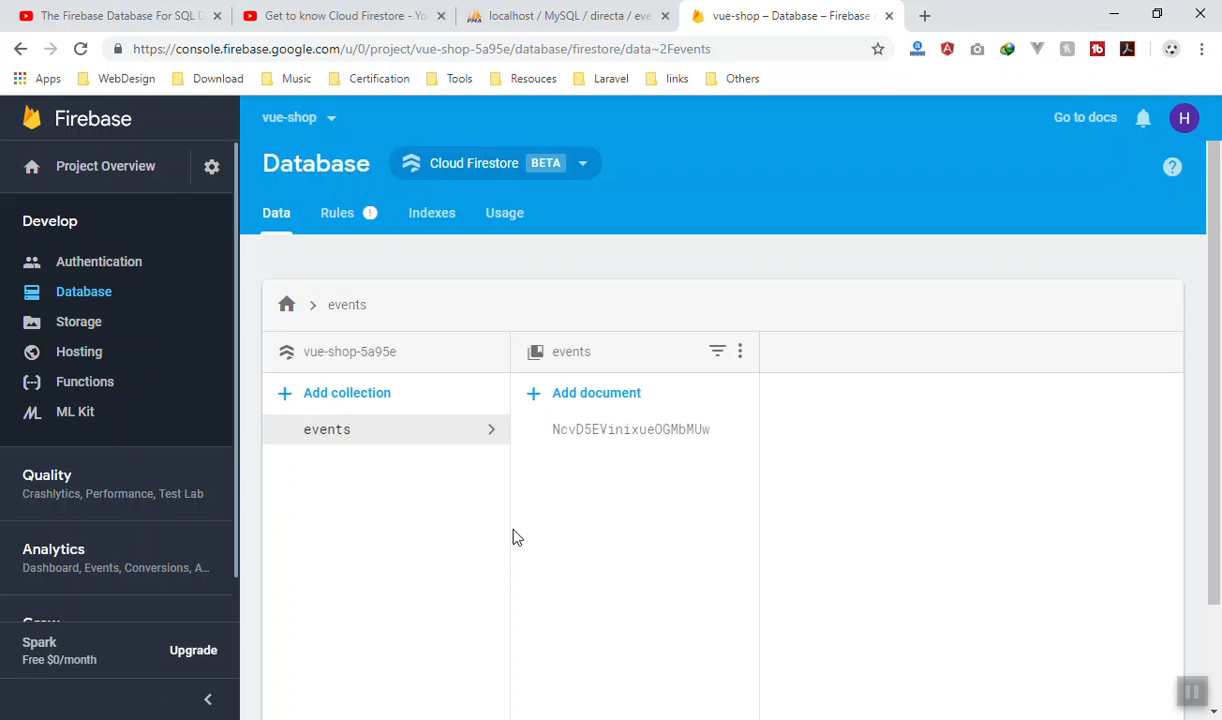 The Firebase Database For SQL D
Get to know Cloud Firestore - Yo
localhost / MySQL / directa / eve
vue-shop – Database – Firebase c
https://console.firebase.google.com/u/0/project/vue-shop-5a95e/database/firestore/data~2Fevents
Apps
WebDesign
Download
Music
Certification
Tools
Resouces
Laravel
links
Others
Firebase
vue-shop
Go to docs
H
Project Overview
Database
Cloud Firestore BETA
Develop
Data
Rules
Indexes
Usage
Authentication
Database
Storage
Hosting
Functions
ML Kit
events
vue-shop-5a95e
events
Add collection
Add document
events
NcvD5EVinixueOGMbMUw
Quality
Crashlytics, Performance, Test Lab
Analytics
Dashboard, Events, Conversions, A...
Spark
Free $0/month
Upgrade